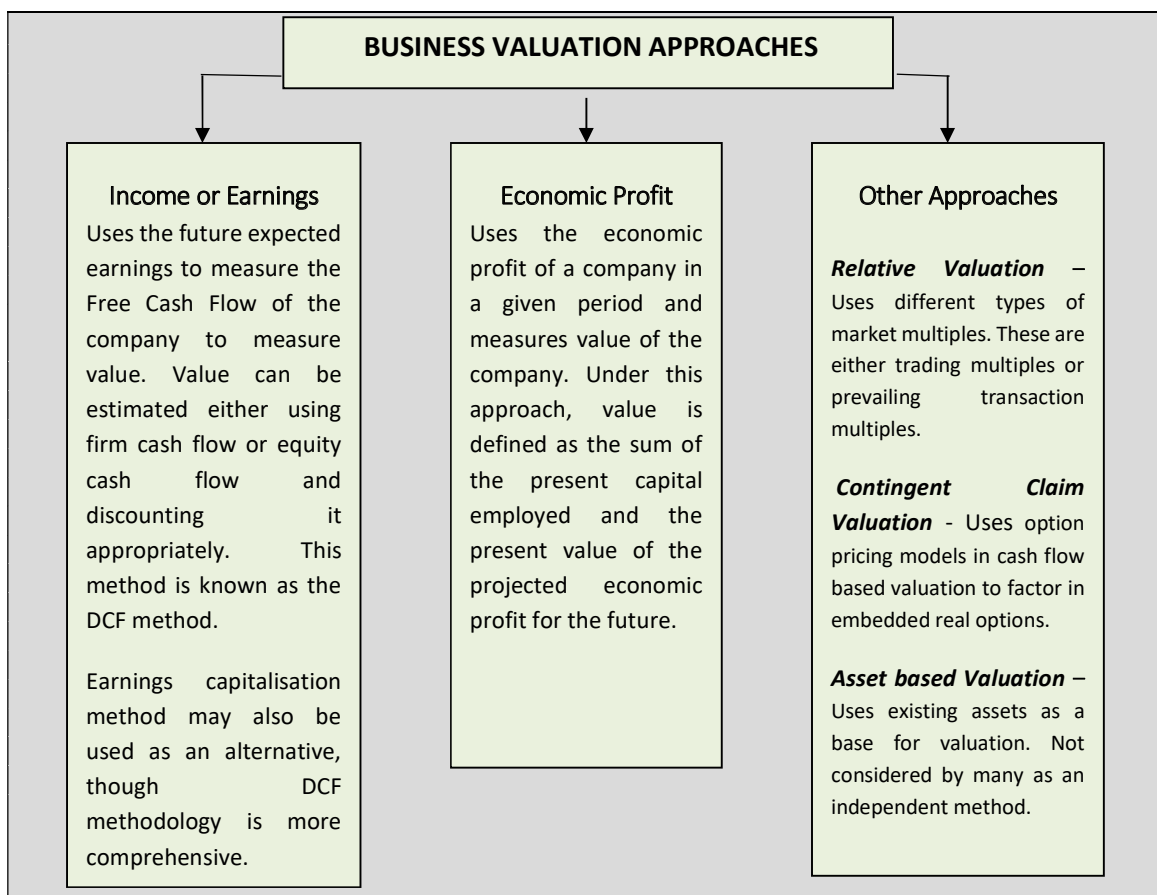 BUSINESS VALUATION APPROACHES
Income or Earnings
Uses the future expected
earnings to measure the
Free Cash Flow of the
company to measure
value. Value can be
estimated either using
firm cash flow or equity
cash flow and
discounting it
appropriately. This
method is known as the
DCF method.
Earnings capitalisation
method may also be
used as an alternative,
though DCF
methodology is more
comprehensive.
Economic Profit
Uses the economic
profit of a company in
a given period and
measures value of the
company. Under this
approach, value is
defined as the sum of
the present capital
employed and the
present value of the
projected economic
profit for the future.
Other Approaches
Relative Valuation –
Uses different types of
market multiples. These are
either trading multiples or
prevailing transaction
multiples.
Contingent Claim
Valuation - Uses option
pricing models in cash flow
based valuation to factor in
embedded real options.
Asset based Valuation –
Uses existing assets as a
base for valuation. Not
considered by many as an
independent method.